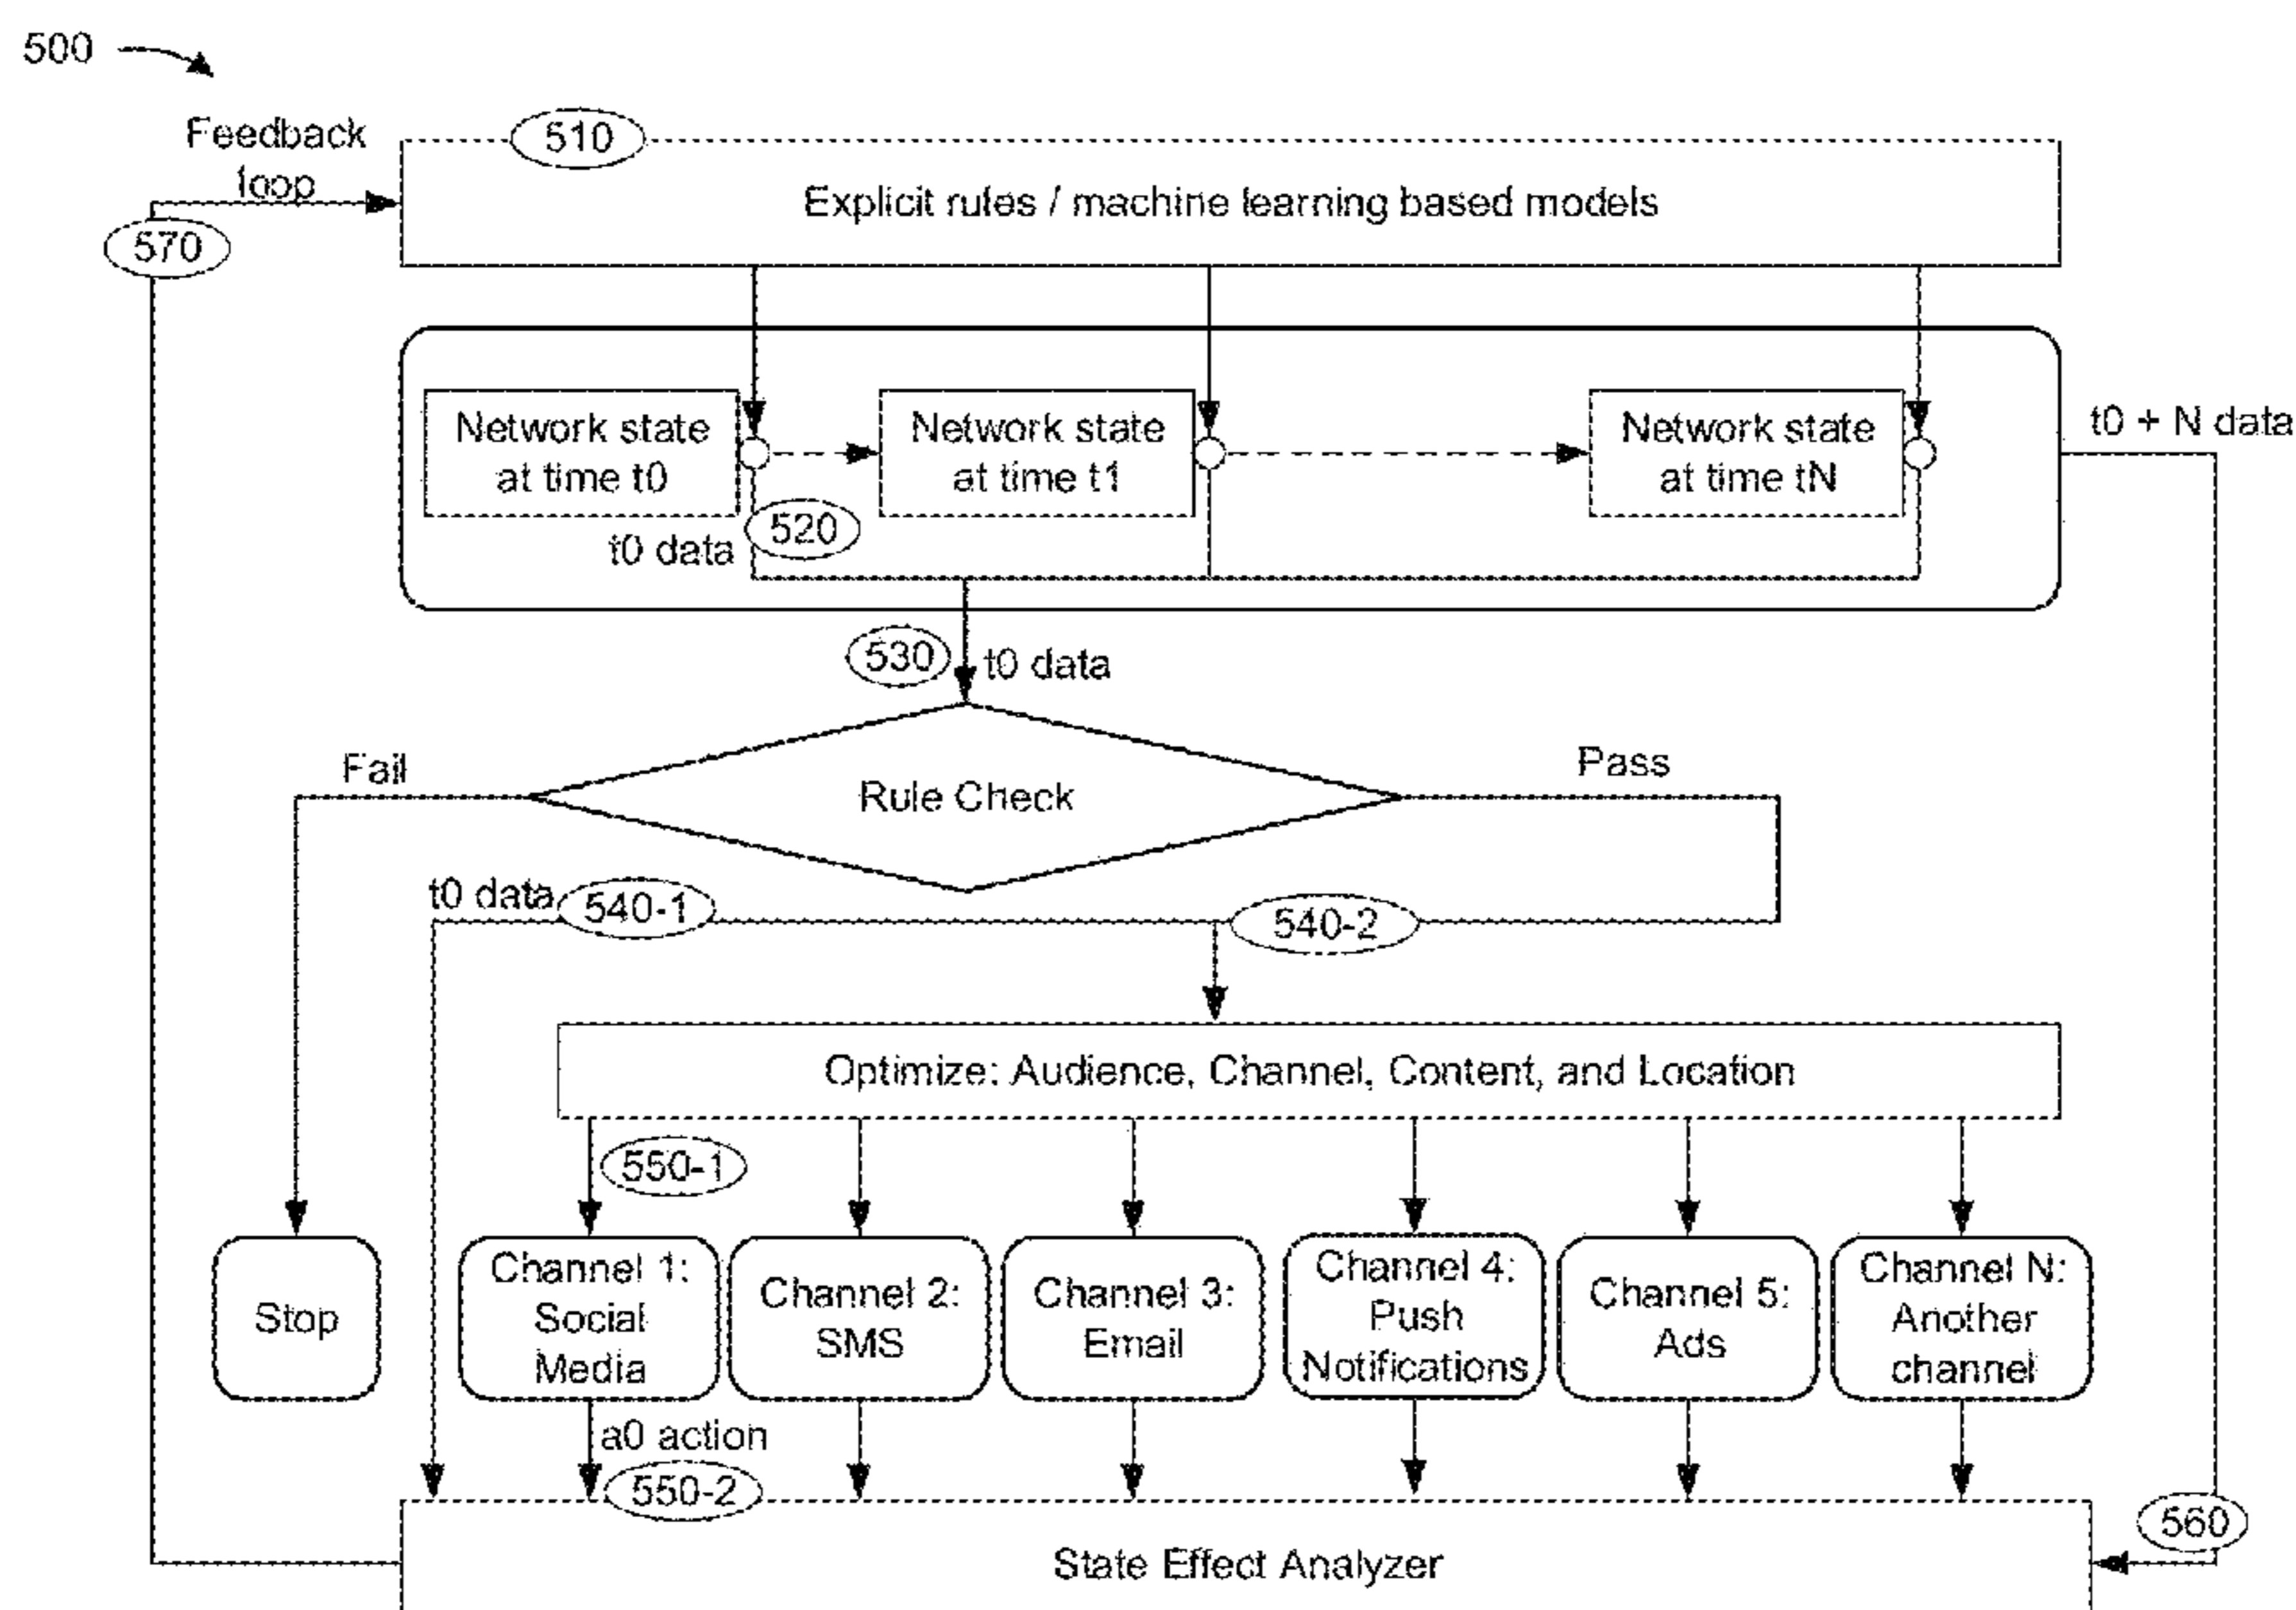 500
Feedback
loop
510
570
Explicit rules / machine learning based models
Network state
at time t0
Network state
at time t1
Network state
at time tN
t0 + N data
520
t0 data
530
t0 data
Fail
Rule Check
Pass
t0 data
540-1
540-2
Optimize: Audience, Channel, Content, and Location
550-1
Stop
Channel 1:
Social
Media
Channel 2:
SMS
Channel 3:
Email
Channel 4:
Push
Notifications
Channel 5:
Ads
Channel N:
Another
channel
a0 action
550-2
560
State Effect Analyzer